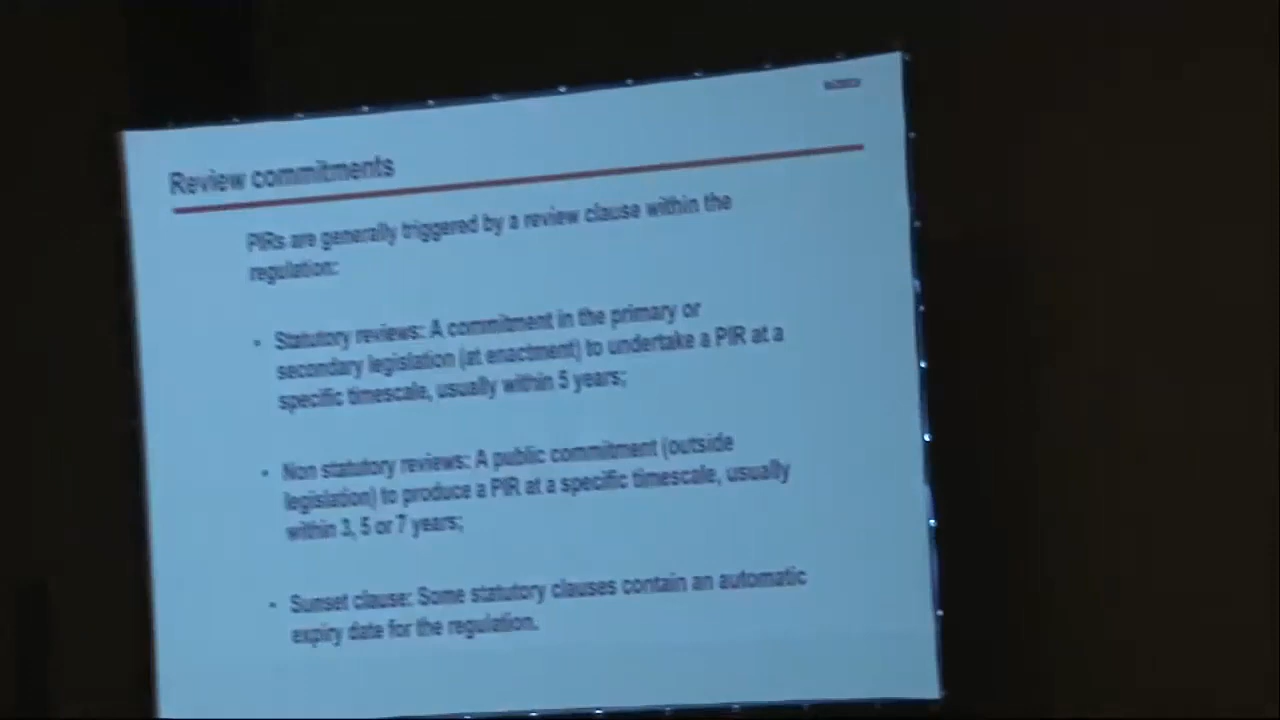 Review commitments
PIRs are generally triggered by a review clause within the
regulation:
• Statutory reviews: A commitment in the primary or
secondary legislation (at enactment) to undertake a PIR at a
specific timescale, usually within 5 years;
• Non statutory reviews: A public commitment (outside
legislation) to produce a PIR at a specific timescale, usually
within 3, 5 or 7 years;
• Sunset clause: Some statutory clauses contain an automatic
expiry date for the regulation.